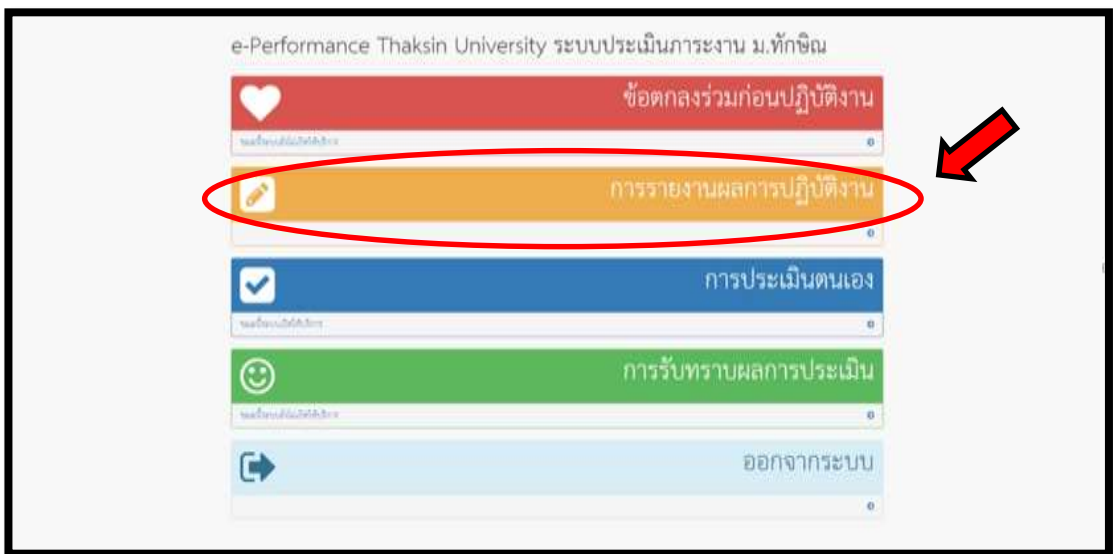 e-Performance Thaksin University ระบบประเมินภาระงาน ม.ทักษิณ
ข้อตกลงร่วมก่อนปฏิบัติงาน
การรายงานผลการปฏิบัติงาน
การประเมินตนเอง
การรับทราบผลการประเมิน
ออกจากระบบ